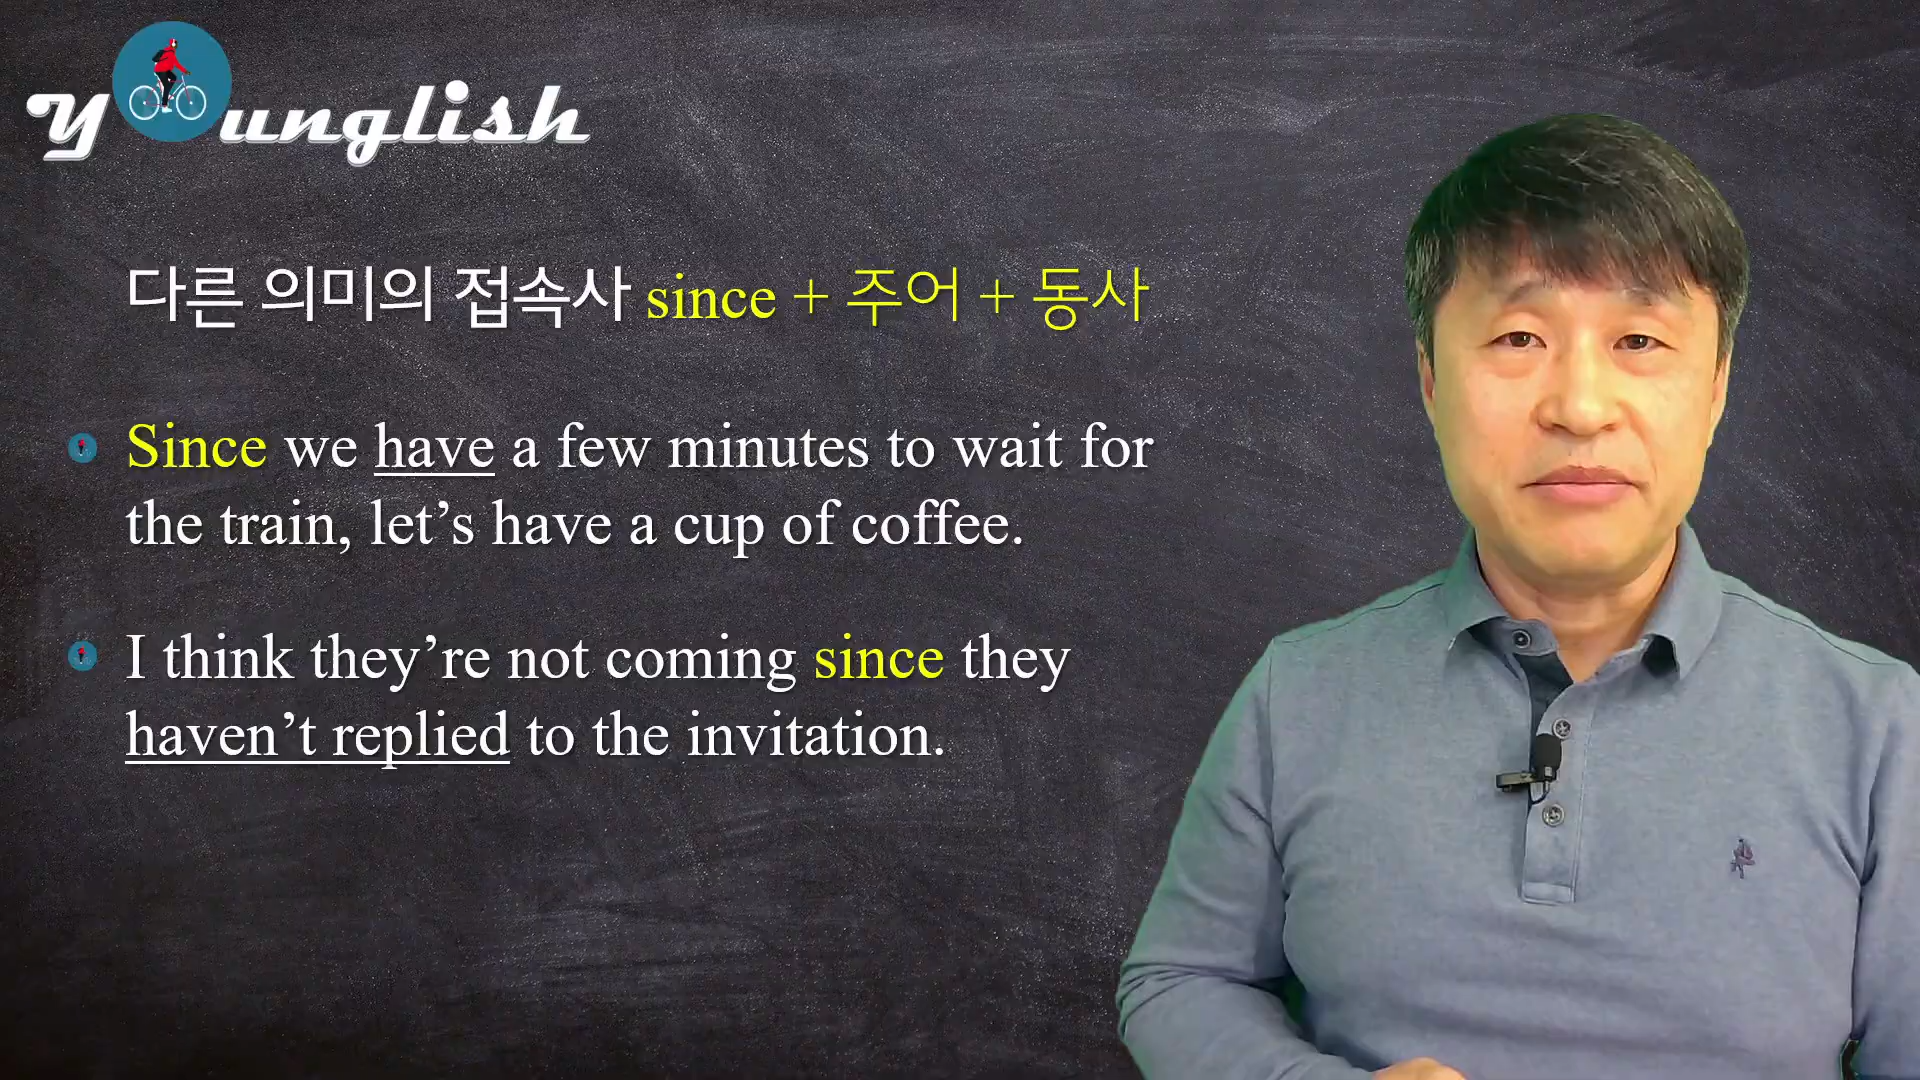 Younglish
다른 의미의 접속사 since + 주어 + 동사
Since we have a few minutes to wait for
the train, let’s have a cup of coffee.
I think they’re not coming since they
haven’t replied to the invitation.